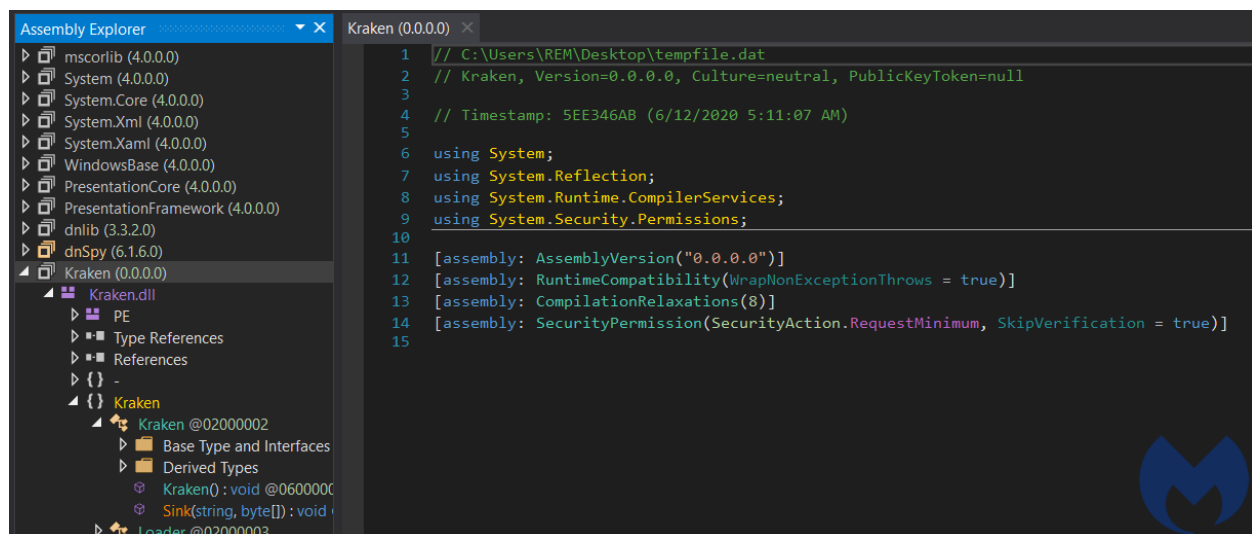 Assembly Explorer
mscorlib (4.0.0.0)
System (4.0.0.0)
System.Core (4.0.0.0)
System.Xml (4.0.0.0)
System.Xaml (4.0.0.0)
WindowsBase (4.0.0.0)
PresentationCore (4.0.0.0)
PresentationFramework (4.0.0.0)
dnlib (3.3.2.0)
dnSpy (6.1.6.0)
Kraken (0.0.0.0)
Kraken.dll
PE
Type References
References
{} -
{} Kraken
Kraken @02000002
Base Type and Interfaces
Derived Types
Kraken() : void @0600000
Sink(string, byte[]) : void
Loader @02000003
Kraken (0.0.0.0)
1 // C:\Users\REM\Desktop\tempfile.dat
2 // Kraken, Version=0.0.0.0, Culture=neutral, PublicKeyToken=null
3
4 // Timestamp: 5EE346AB (6/12/2020 5:11:07 AM)
5
6 using System;
7 using System.Reflection;
8 using System.Runtime.CompilerServices;
9 using System.Security.Permissions;
10
11 [assembly: AssemblyVersion("0.0.0.0")]
12 [assembly: RuntimeCompatibility(WrapNonExceptionThrows = true)]
13 [assembly: CompilationRelaxations(8)]
14 [assembly: SecurityPermission(SecurityAction.RequestMinimum, SkipVerification = true)]
15